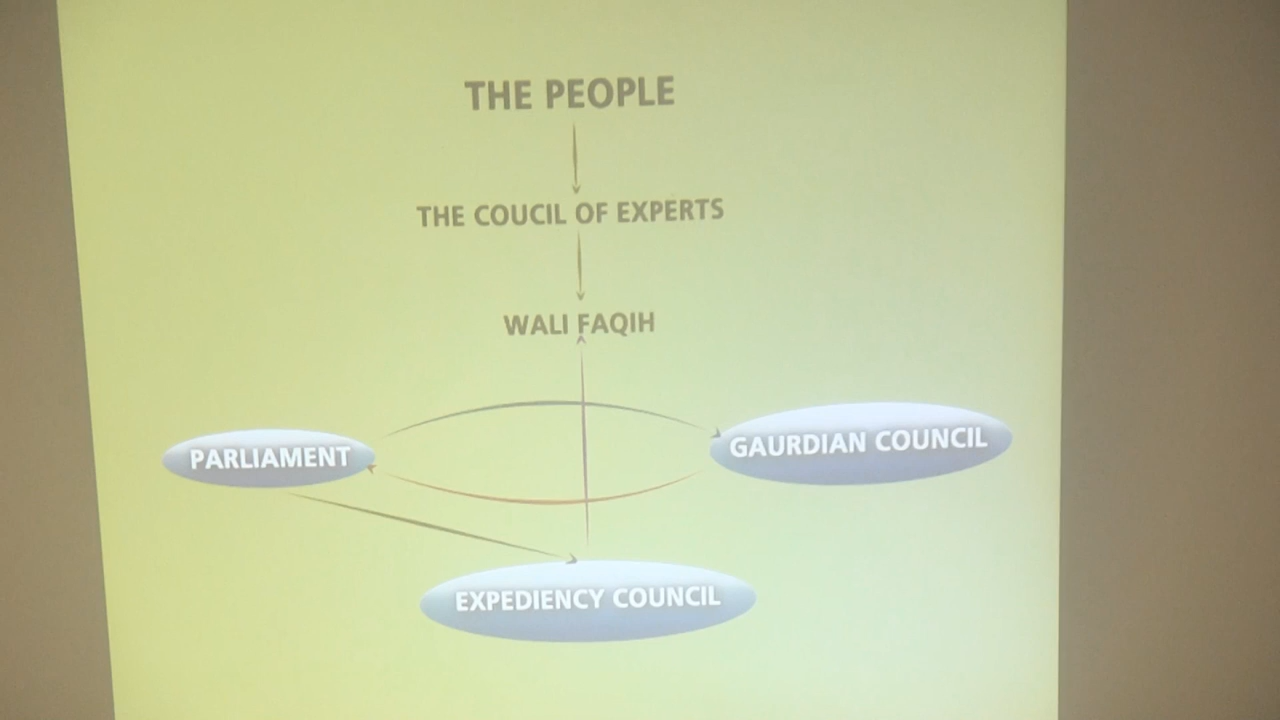 THE PEOPLE
THE COUCIL OF EXPERTS
WALI FAQIH
PARLIAMENT
GAURDIAN COUNCIL
EXPEDIENCY COUNCIL